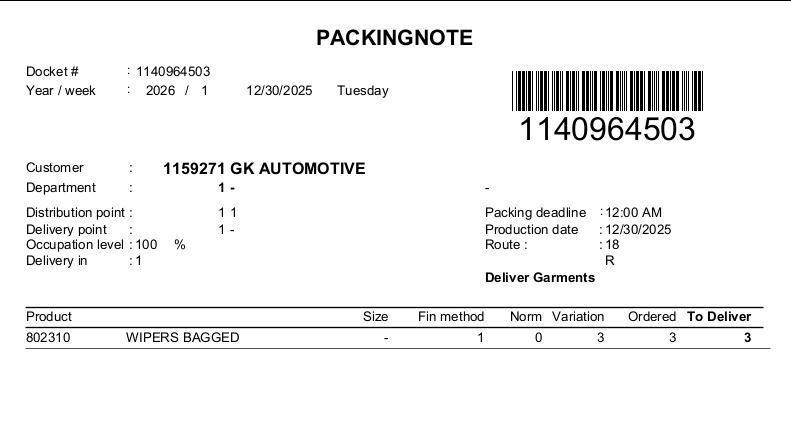 PACKINGNOTE
Docket # : 1140964503
Year / week : 2026 / 1 12/30/2025 Tuesday
1140964503
Customer : 1159271 GK AUTOMOTIVE
Department : 1 - -
Distribution point : 1 1 Packing deadline : 12:00 AM
Delivery point : 1 - Production date : 12/30/2025
Occupation level : 100 % Route : : 18
Delivery in : 1 R
Deliver Garments
Product Size Fin method Norm Variation Ordered To Deliver
802310 WIPERS BAGGED - 1 0 3 3 3